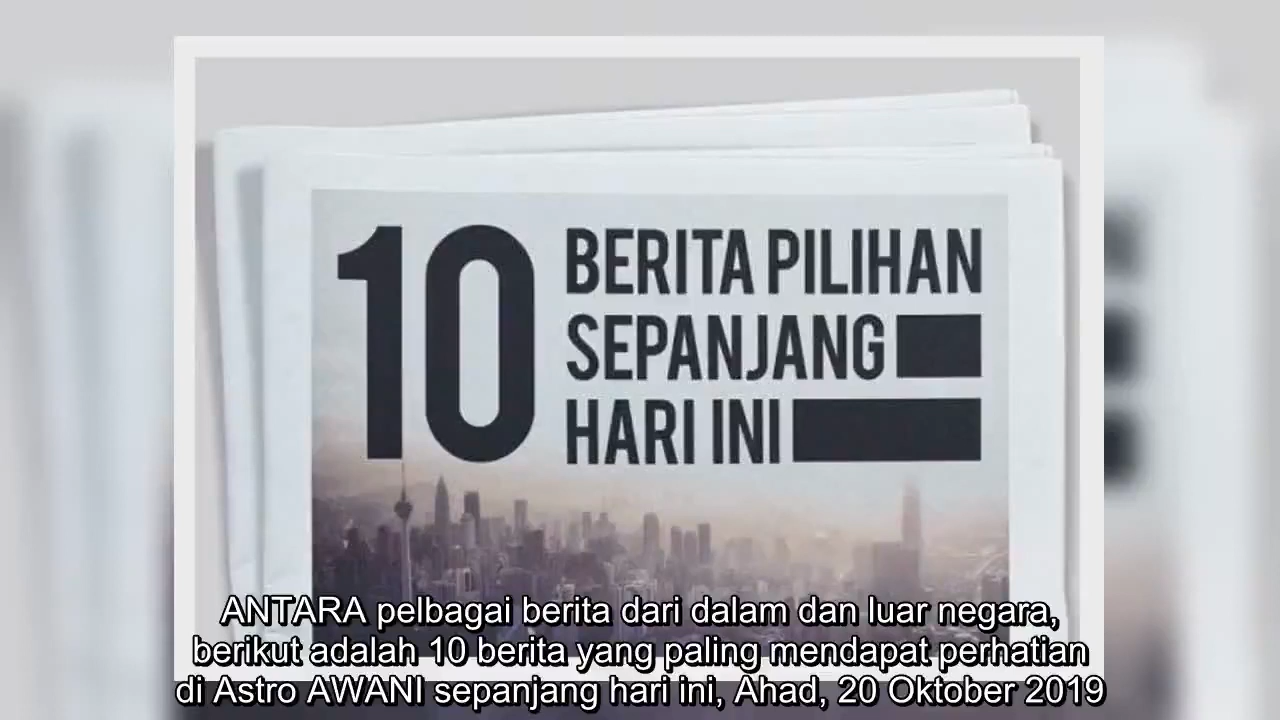 10 BERITA PILIHAN
SEPANJANG
HARI INI
ANTARA pelbagai berita dari dalam dan luar negara,
berikut adalah 10 berita yang paling mendapat perhatian
di Astro AWANI sepanjang hari ini, Ahad, 20 Oktober 2019